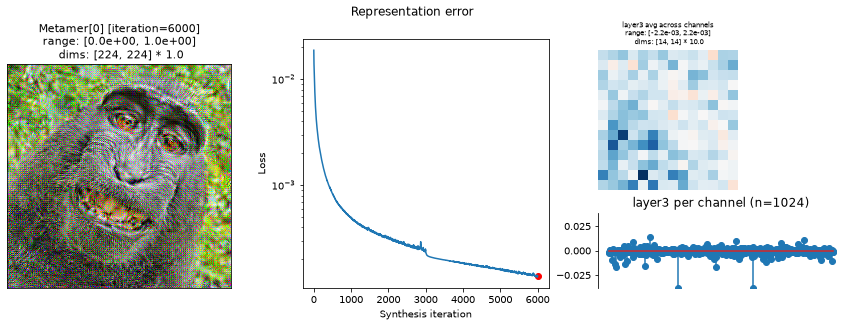 Representation error
Metamer[0] [iteration=6000]
range: [0.0e+00, 1.0e+00]
dims: [224, 224] * 1.0
10⁻²
10⁻³
Loss
0
1000
2000
3000
4000
5000
6000
Synthesis iteration
layer3 avg across channels
range: [-2.2e-03, 2.2e-03]
dims: [14, 14] * 10.0
layer3 per channel (n=1024)
0.025
0.000
−0.025